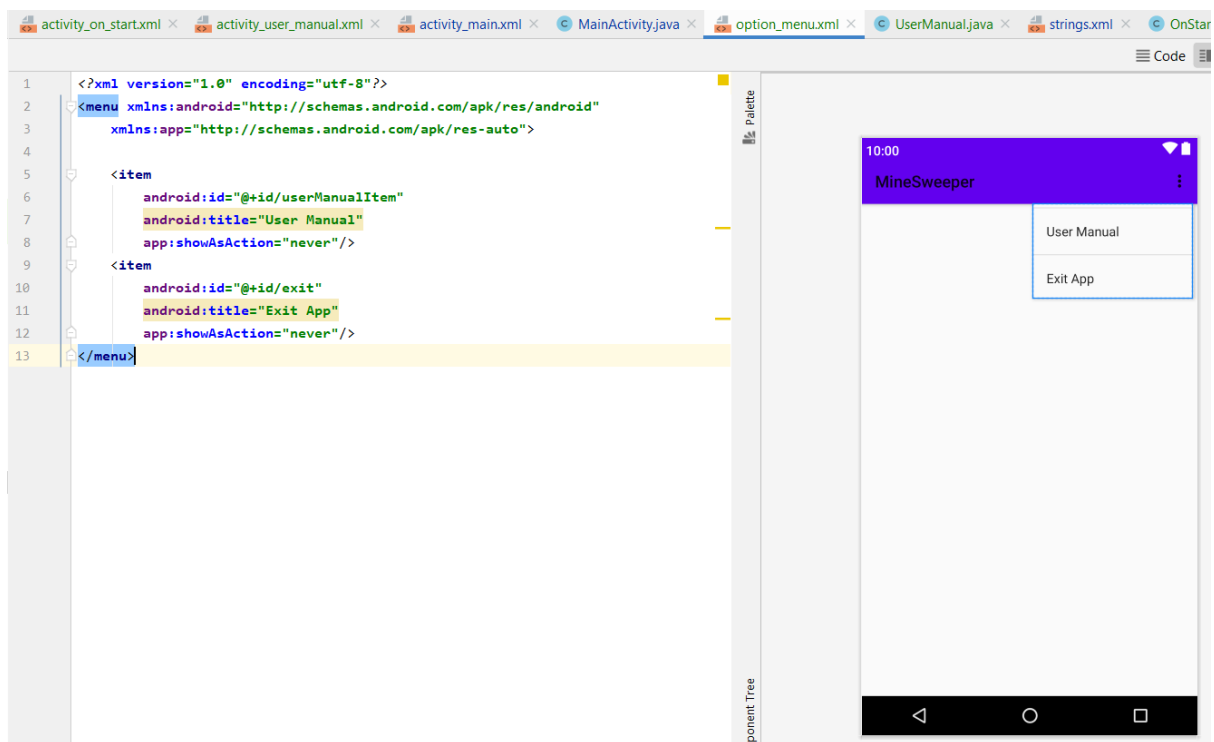 activity_on_start.xml activity_user_manual.xml activity_main.xml C MainActivity.java option_menu.xml C UserManual.java strings.xml C OnStar
Code
1 <?xml version="1.0" encoding="utf-8"?>
2 <menu xmlns:android="http://schemas.android.com/apk/res/android"
3 xmlns:app="http://schemas.android.com/apk/res-auto">
4
5 <item
6 android:id="@+id/userManualItem"
7 android:title="User Manual"
8 app:showAsAction="never"/>
9 <item
10 android:id="@+id/exit"
11 android:title="Exit App"
12 app:showAsAction="never"/>
13 </menu>
Palette
ponent Tree
10:00
MineSweeper
User Manual
Exit App